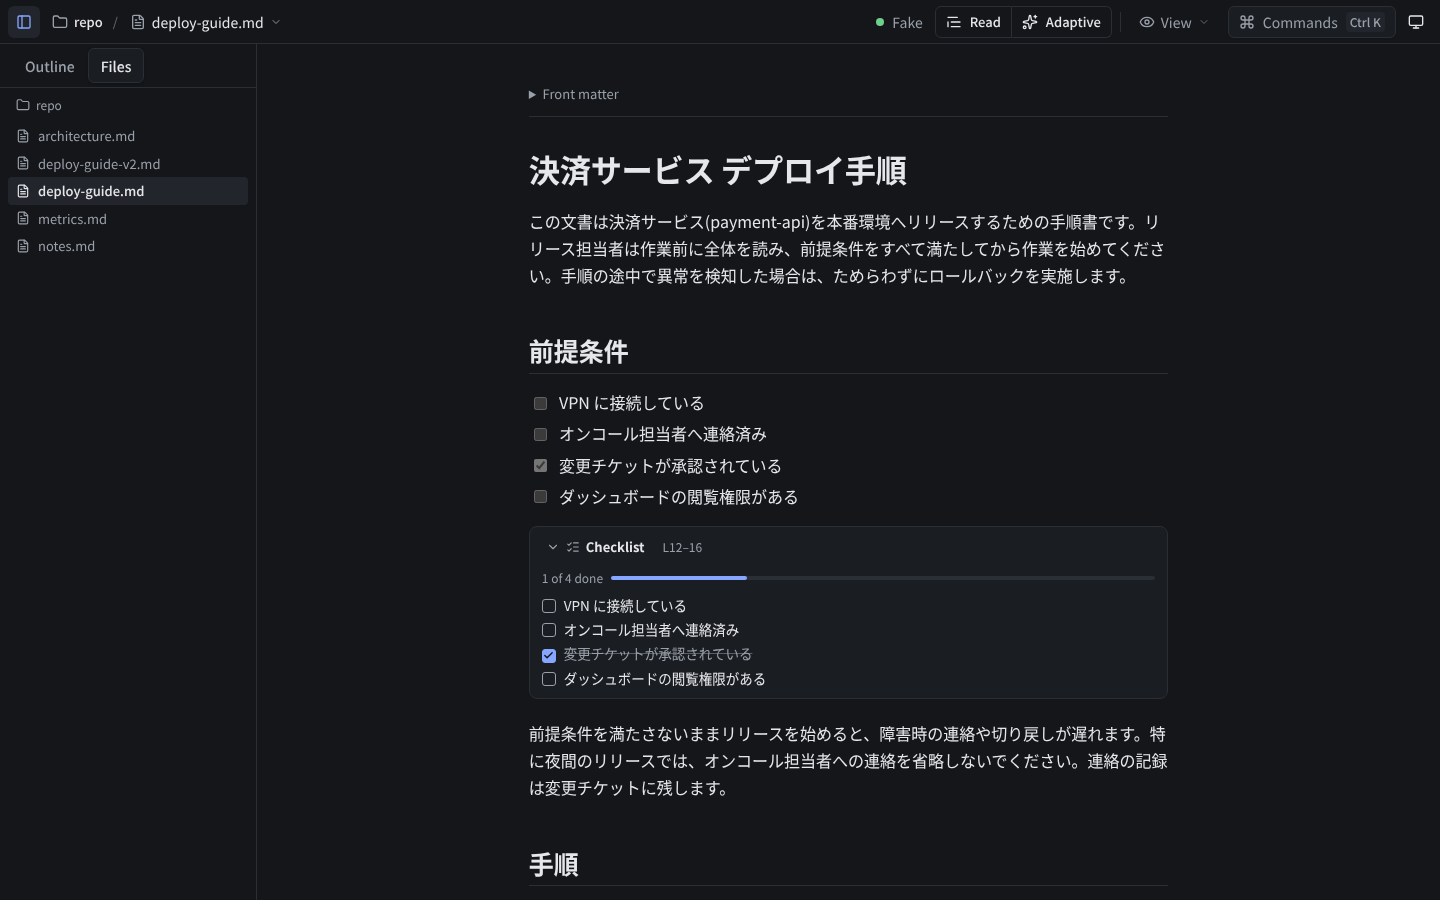 repo / deploy-guide.md
Fake
Read
Adaptive
View
Commands Ctrl K
Outline
Files
repo
architecture.md
deploy-guide-v2.md
deploy-guide.md
metrics.md
notes.md
Front matter
決済サービス デプロイ手順
この文書は決済サービス(payment-api)を本番環境へリリースするための手順書です。リ
リース担当者は作業前に全体を読み、前提条件をすべて満たしてから作業を始めてくださ
い。手順の途中で異常を検知した場合は、ためらわずにロールバックを実施します。
前提条件
VPN に接続している
オンコール担当者へ連絡済み
変更チケットが承認されている
ダッシュボードの閲覧権限がある
Checklist L12–16
1 of 4 done
VPN に接続している
オンコール担当者へ連絡済み
変更チケットが承認されている
ダッシュボードの閲覧権限がある
前提条件を満たさないままリリースを始めると、障害時の連絡や切り戻しが遅れます。特
に夜間のリリースでは、オンコール担当者への連絡を省略しないでください。連絡の記録
は変更チケットに残します。
手順